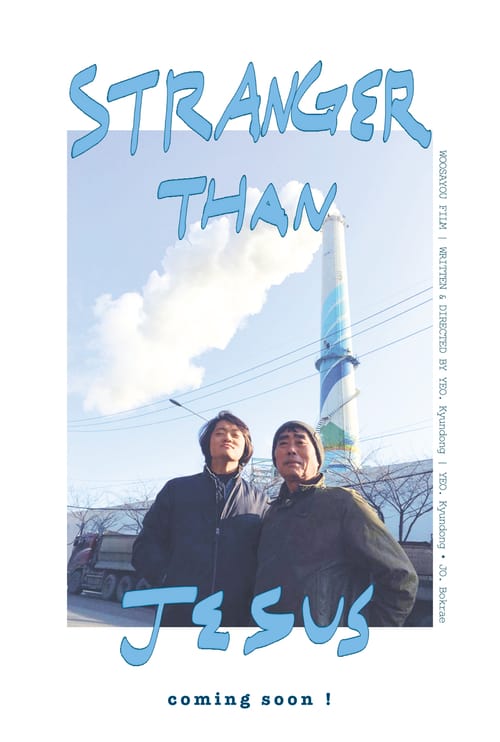 STRANGER
THAN
JESUS
WOOSAYOU FILM | WRITTEN & DIRECTED BY YEO. Kyundong | YEO. Kyundong • JO. Bokrae
coming soon !